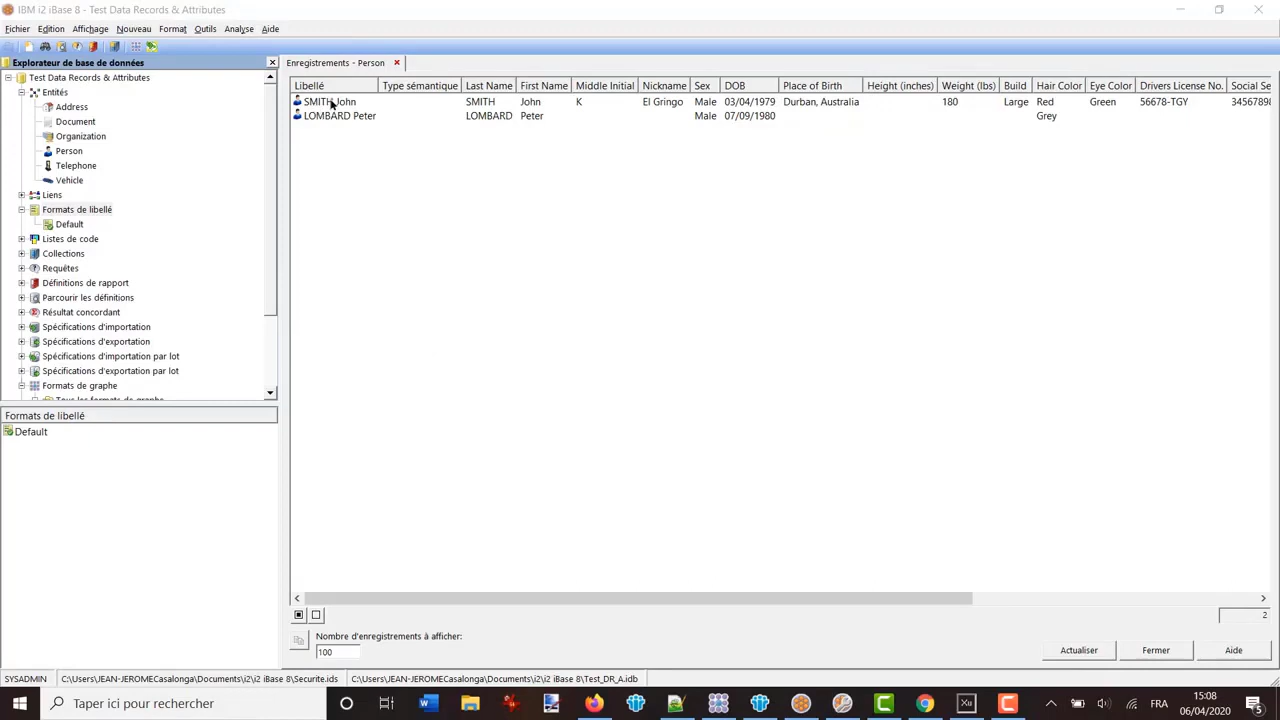 IBM i2 iBase 8 - Test Data Records & Attributes
Fichier Edition Affichage Nouveau Format Outils Analyse Aide
Explorateur de base de données
Test Data Records & Attributes
Entités
Address
Document
Organization
Person
Telephone
Vehicle
Liens
Formats de libellé
Default
Listes de code
Collections
Requêtes
Définitions de rapport
Parcourir les définitions
Résultat concordant
Spécifications d'importation
Spécifications d'exportation
Spécifications d'importation par lot
Spécifications d'exportation par lot
Formats de graphe
Tous les formats de graphe
Formats de libellé
Default
Enregistrements - Person
Libellé Type sémantique Last Name First Name Middle Initial Nickname Sex DOB Place of Birth Height (inches) Weight (lbs) Build Hair Color Eye Color Drivers License No. Social Se
SMITH John SMITH John K El Gringo Male 03/04/1979 Durban, Australia 180 Large Red Green 56678-TGY 3456789
LOMBARD Peter LOMBARD Peter Male 07/09/1980 Grey
2
Nombre d'enregistrements à afficher:
100
Actualiser Fermer Aide
SYSADMIN C:\Users\JEAN-JEROMECasalonga\Documents\i2\i2 iBase 8\Securite.ids C:\Users\JEAN-JEROMECasalonga\Documents\i2\i2 iBase 8\Test_DR_A.idb
Taper ici pour rechercher
FRA
15:08
06/04/2020